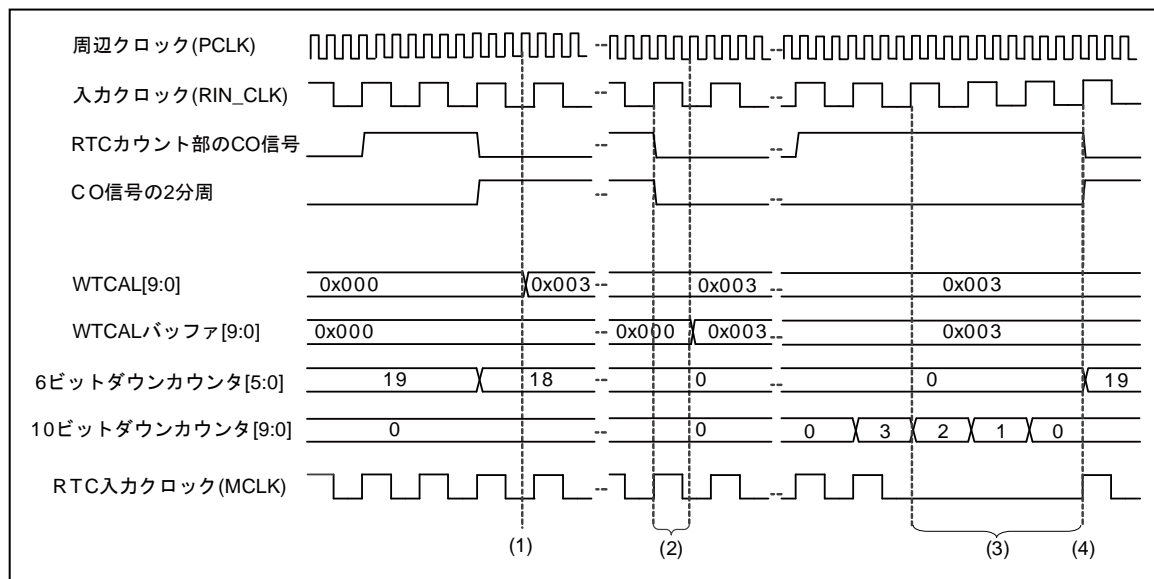 周辺クロック(PCLK)
入力クロック(RIN_CLK)
RTCカウント部のCO信号
CO信号の2分周
WTCAL[9:0] 0x000 0x003 0x003 0x003
WTCALバッファ[9:0] 0x000 0x000 0x003 0x003
6ビットダウンカウンタ[5:0] 19 18 0 0 19
10ビットダウンカウンタ[9:0] 0 0 0 3 2 1 0
RTC入力クロック(MCLK)
(1) (2) (3) (4)